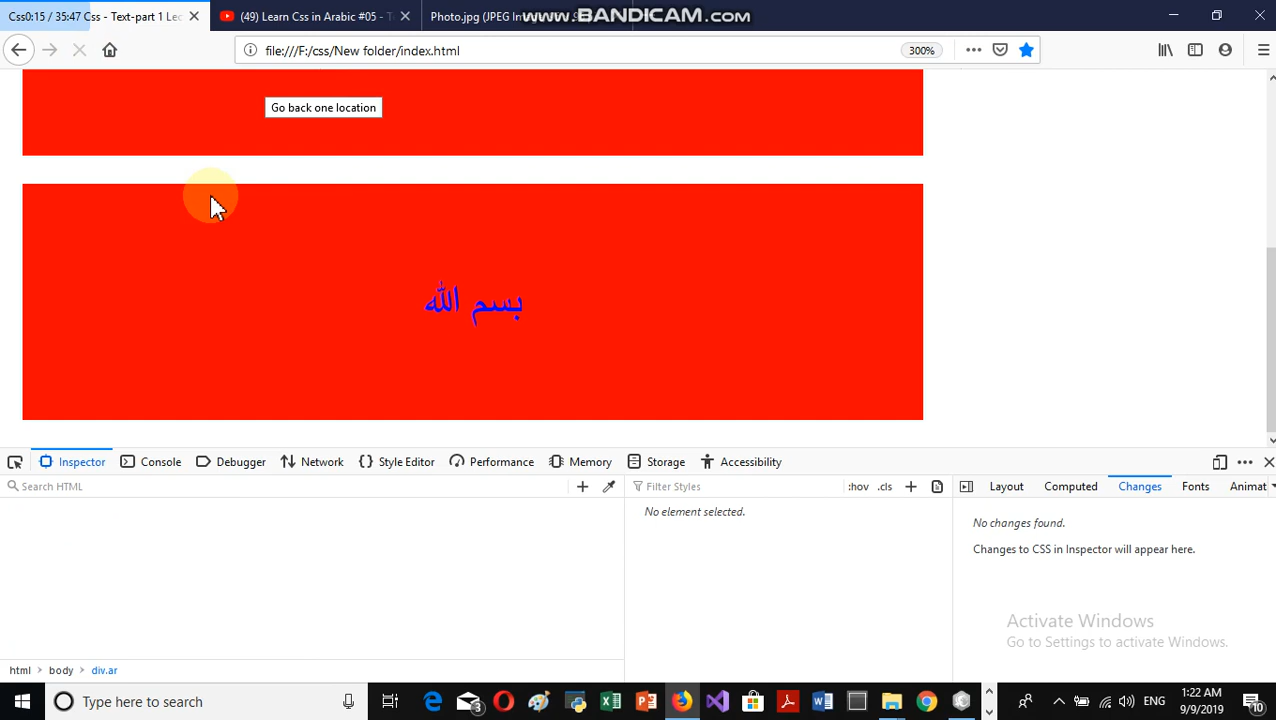 Css0:15 / 35:47 Css - Text-part 1 Lec
(49) Learn Css in Arabic #05 - T
Photo.jpg (JPEG Im
www.BANDICAM.com
file:///F:/css/New folder/index.html
300%
Go back one location
بسم الله
Inspector
Console
Debugger
Network
Style Editor
Performance
Memory
Storage
Accessibility
Search HTML
Filter Styles
:hov
.cls
Layout
Computed
Changes
Fonts
Animat
No element selected.
No changes found.
Changes to CSS in Inspector will appear here.
Activate Windows
Go to Settings to activate Windows.
html
body
div.ar
Type here to search
3
ENG
1:22 AM
9/9/2019
10